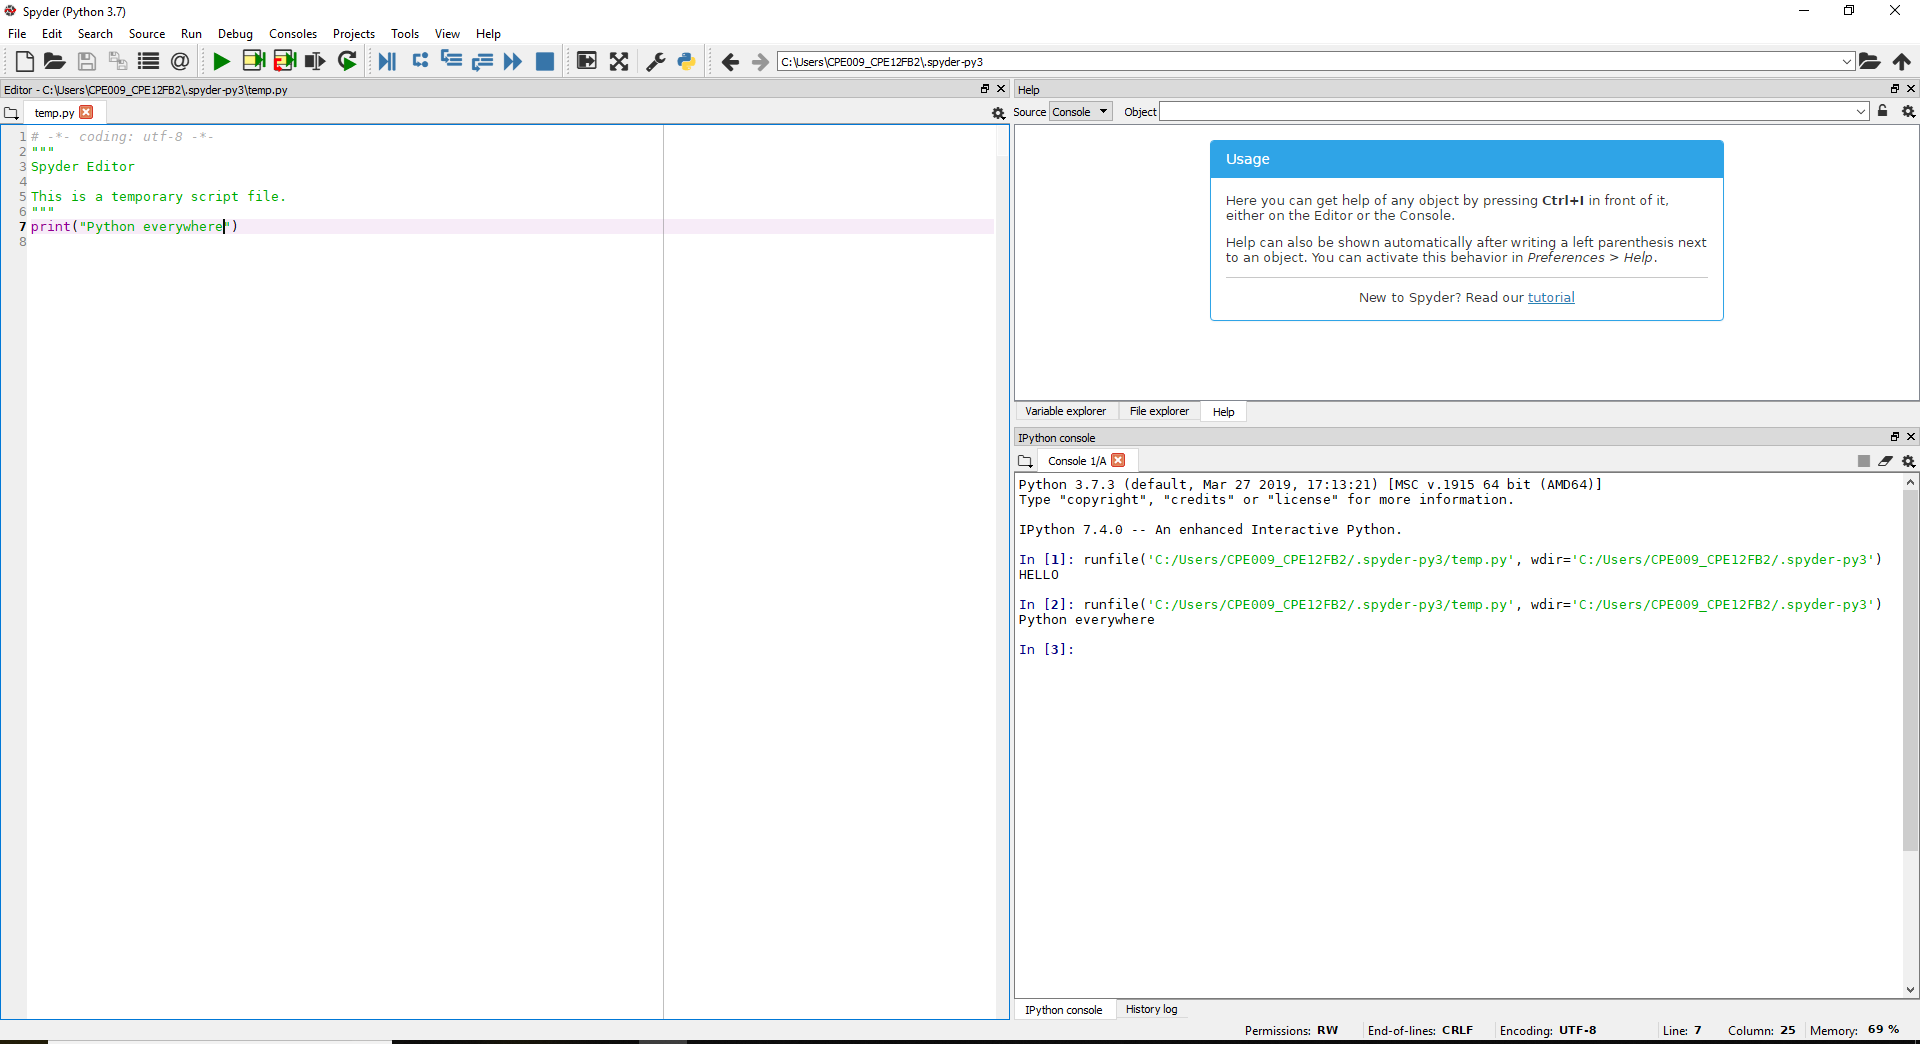 Spyder (Python 3.7)
File Edit Search Source Run Debug Consoles Projects Tools View Help
C:\Users\CPE009_CPE12FB2\.spyder-py3
Editor - C:\Users\CPE009_CPE12FB2\.spyder-py3\temp.py
temp.py
1 # -*- coding: utf-8 -*-
2 """
3 Spyder Editor
4
5 This is a temporary script file.
6 """
7 print("Python everywhere")
8
Help
Source Console Object
Usage
Here you can get help of any object by pressing Ctrl+I in front of it,
either on the Editor or the Console.
Help can also be shown automatically after writing a left parenthesis next
to an object. You can activate this behavior in Preferences > Help.
New to Spyder? Read our tutorial
Variable explorer File explorer Help
IPython console
Console 1/A
Python 3.7.3 (default, Mar 27 2019, 17:13:21) [MSC v.1915 64 bit (AMD64)]
Type "copyright", "credits" or "license" for more information.
IPython 7.4.0 -- An enhanced Interactive Python.
In [1]: runfile('C:/Users/CPE009_CPE12FB2/.spyder-py3/temp.py', wdir='C:/Users/CPE009_CPE12FB2/.spyder-py3')
HELLO
In [2]: runfile('C:/Users/CPE009_CPE12FB2/.spyder-py3/temp.py', wdir='C:/Users/CPE009_CPE12FB2/.spyder-py3')
Python everywhere
In [3]:
IPython console History log
Permissions: RW End-of-lines: CRLF Encoding: UTF-8 Line: 7 Column: 25 Memory: 69 %